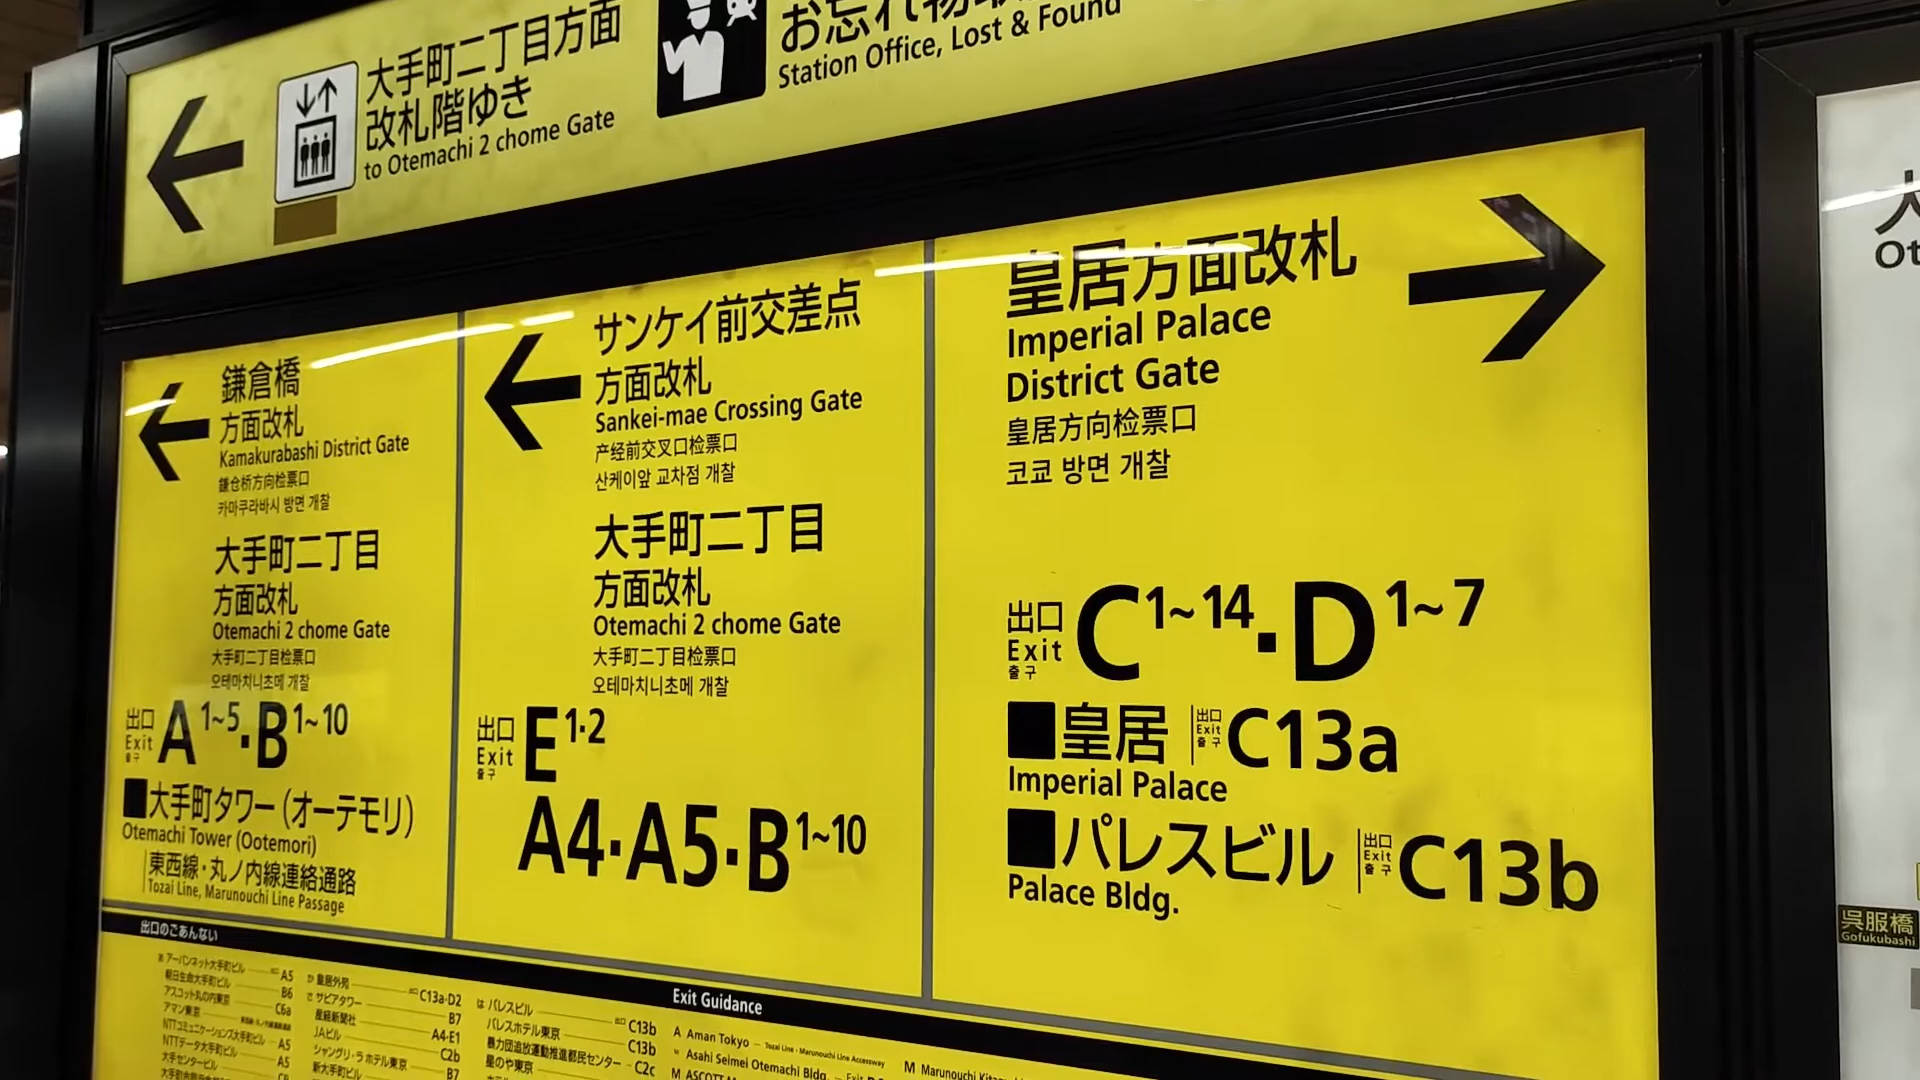 大手町二丁目方面
改札階ゆき
to Otemachi 2 chome Gate
お忘れ物取
Station Office, Lost & Found
鎌倉橋
方面改札
Kamakurabashi District Gate
鎌仓桥方向检票口
카마쿠라바시 방면 개찰
大手町二丁目
方面改札
Otemachi 2 chome Gate
大手町二丁目检票口
오테마치니초메 개찰
出口 Exit 출구 A1~5・B1~10
■大手町タワー(オーテモリ)
Otemachi Tower (Ootemori)
東西線・丸ノ内線連絡通路
Tozai Line, Marunouchi Line Passage
サンケイ前交差点
方面改札
Sankei-mae Crossing Gate
产经前交叉口检票口
산케이앞 교차점 개찰
大手町二丁目
方面改札
Otemachi 2 chome Gate
大手町二丁目检票口
오테마치니초메 개찰
出口 Exit 출구 E1・2
A4・A5・B1~10
皇居方面改札
Imperial Palace
District Gate
皇居方向检票口
코쿄 방면 개찰
出口 Exit 출구 C1~14・D1~7
■皇居 出口 Exit 출구 C13a
Imperial Palace
■パレスビル 出口 Exit 출구 C13b
Palace Bldg.
出口のごあんない
Exit Guidance
アーバンネット大手町ビル 出口 A5
朝日生命大手町ビル B6
アスコット丸の内東京 C6a
アマン東京
NTTコミュニケーションズ大手町ビル A5
NTTデータ大手町ビル A5
大手センタービル
か 皇居外苑 出口 C13a・D2
さ サピアタワー B7
産経新聞社 A4・E1
JAビル C2b
シャングリ・ラ ホテル東京 B7
新大手町ビル
は パレスビル 出口 C13b
パレスホテル東京 C13b
暴力団追放運動推進都民センター C2c
星のや東京
A Aman Tokyo Tozai Line・Marunouchi Line Accessway
Asahi Seimei Otemachi Bldg. Exit
M ASCOTT
M Marunouchi
呉服橋
Gofukubashi